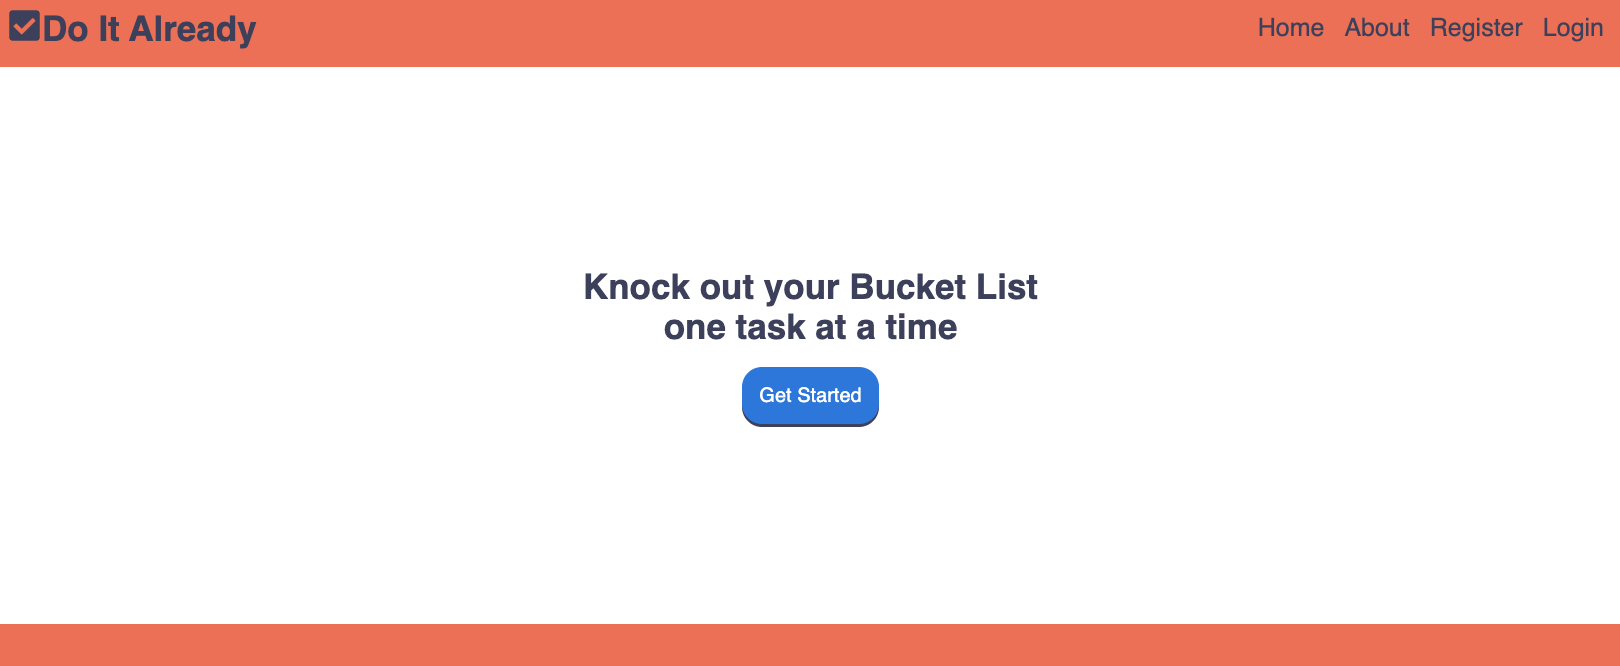 Do It Already
Home About Register Login
Knock out your Bucket List
one task at a time
Get Started